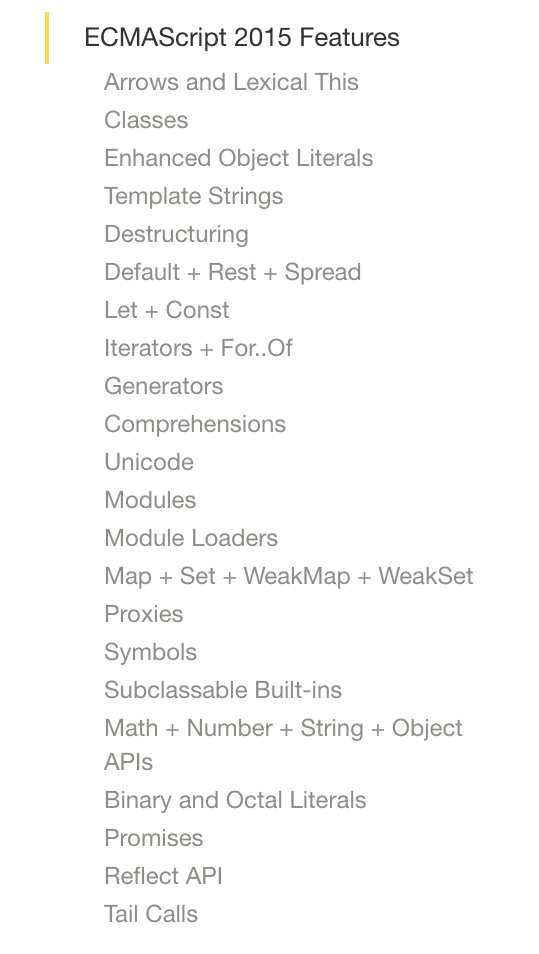 ECMAScript 2015 Features
Arrows and Lexical This
Classes
Enhanced Object Literals
Template Strings
Destructuring
Default + Rest + Spread
Let + Const
Iterators + For..Of
Generators
Comprehensions
Unicode
Modules
Module Loaders
Map + Set + WeakMap + WeakSet
Proxies
Symbols
Subclassable Built-ins
Math + Number + String + Object
APIs
Binary and Octal Literals
Promises
Reflect API
Tail Calls